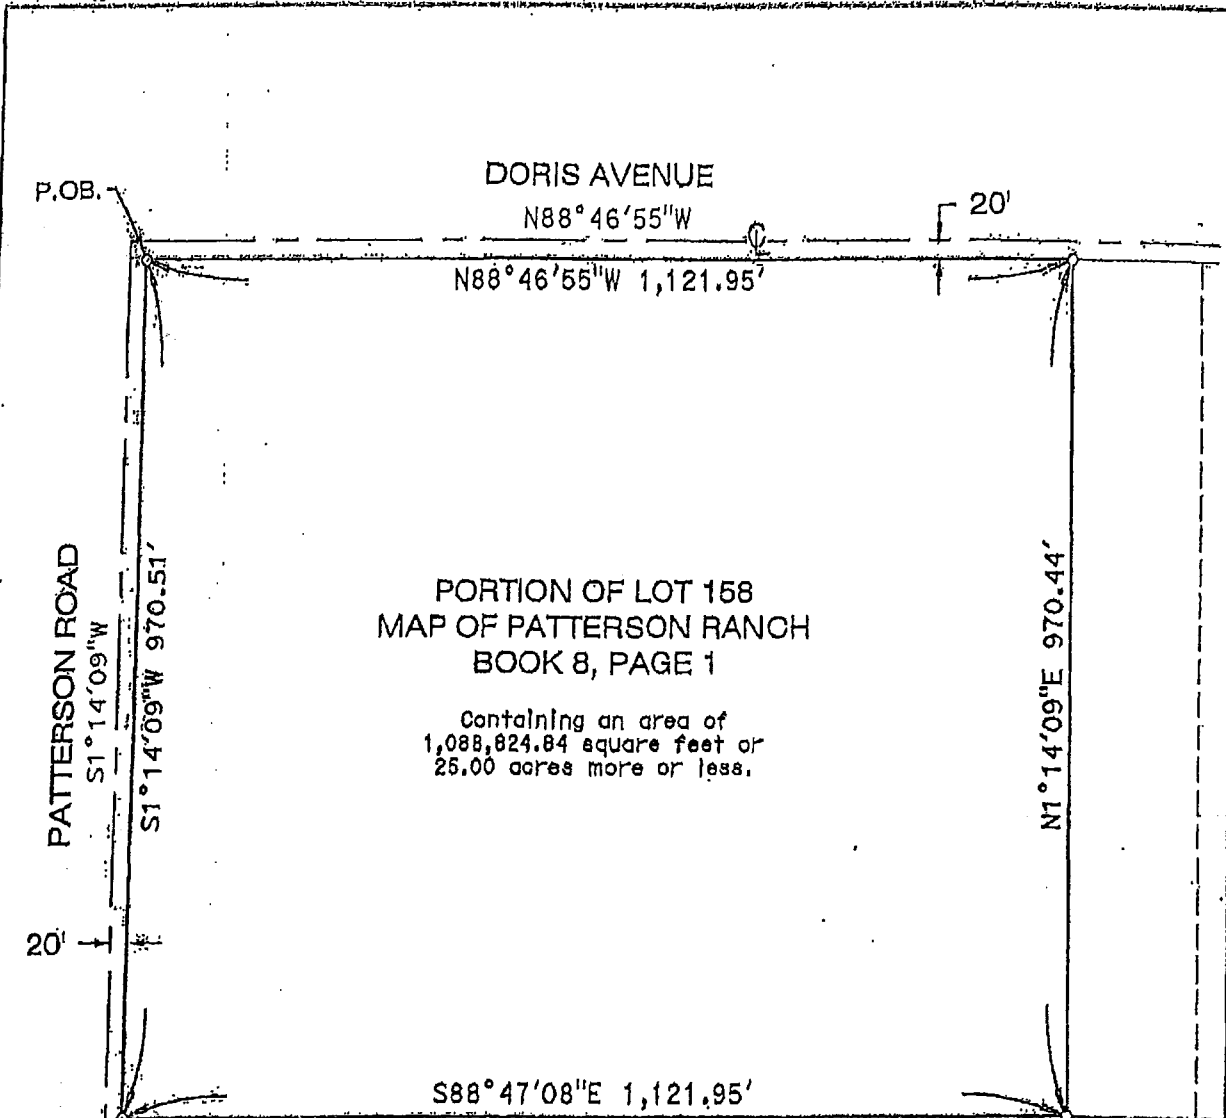 DORIS AVENUE
N88°46'55"W
20'
P.OB.
N88°46'55"W 1,121.95'
PATTERSON ROAD
S1°14'09"W
S1°14'09"W 970.51'
PORTION OF LOT 158
MAP OF PATTERSON RANCH
BOOK 8, PAGE 1
Containing an area of
1,088,824.84 square feet or
25.00 acres more or less.
N1°14'09"E 970.44'
20'
S88°47'08"E 1,121.95'